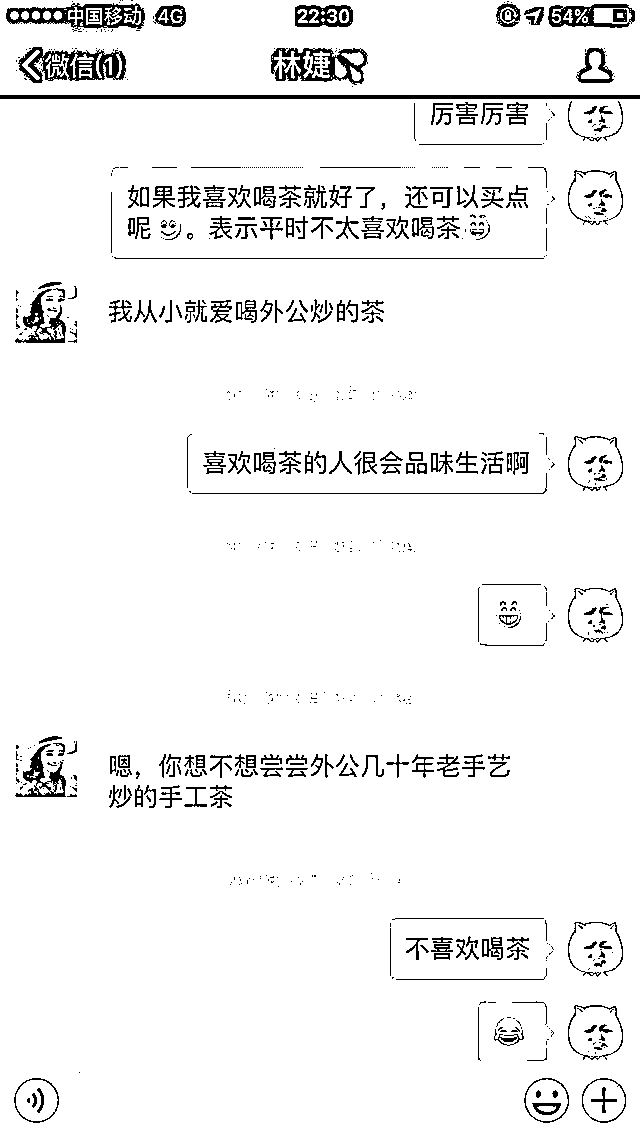 中国移动 4G 22:30 54%
微信(1) 林婕
厉害厉害
如果我喜欢喝茶就好了，还可以买点
呢😊。表示平时不太喜欢喝茶😁
我从小就爱喝外公炒的茶
喜欢喝茶的人很会品味生活啊
😁
嗯，你想不想尝尝外公几十年老手艺
炒的手工茶
不喜欢喝茶
😂